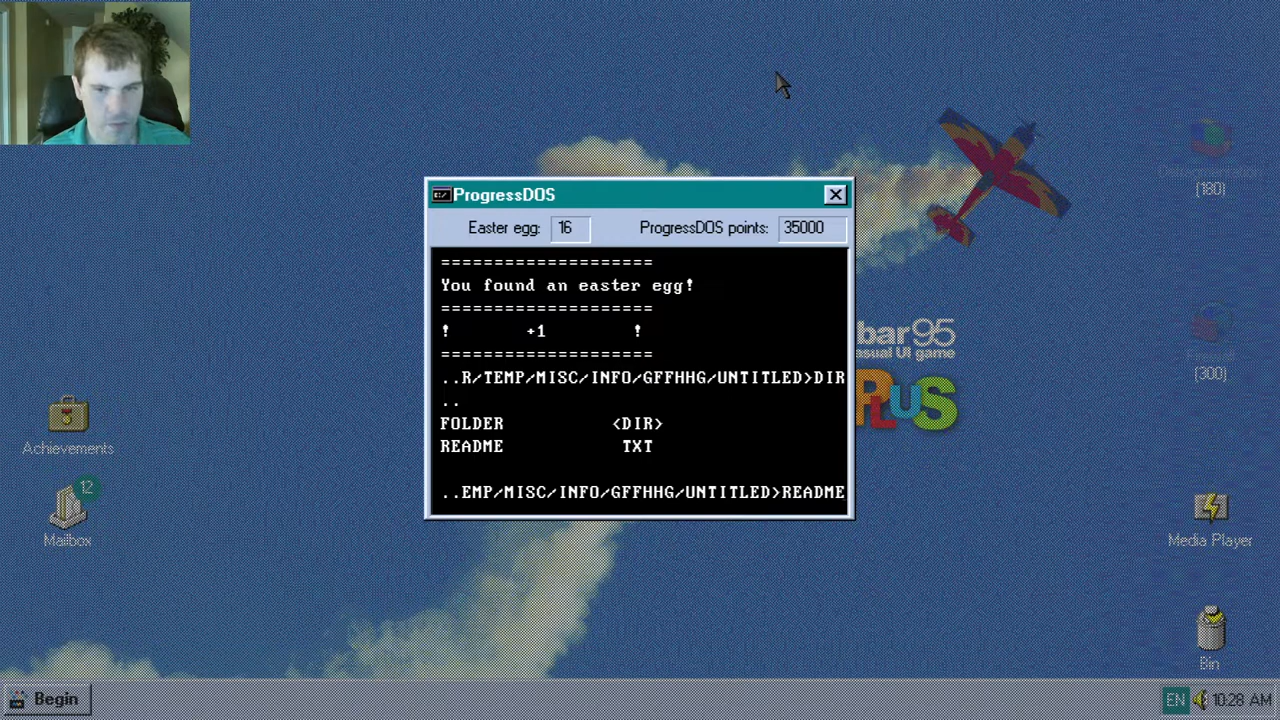 ProgressDOS
Easter egg: 16 ProgressDOS points: 35000
====================
You found an easter egg!
====================
! +1 !
====================
..R/TEMP/MISC/INFO/GFFHHG/UNTITLED>DIR
..
FOLDER <DIR>
README TXT
..EMP/MISC/INFO/GFFHHG/UNTITLED>README
(180)
bar95
asual UI game
PLUS
(300)
Achievements
12
Mailbox
Media Player
Bin
Begin
EN 10:28 AM